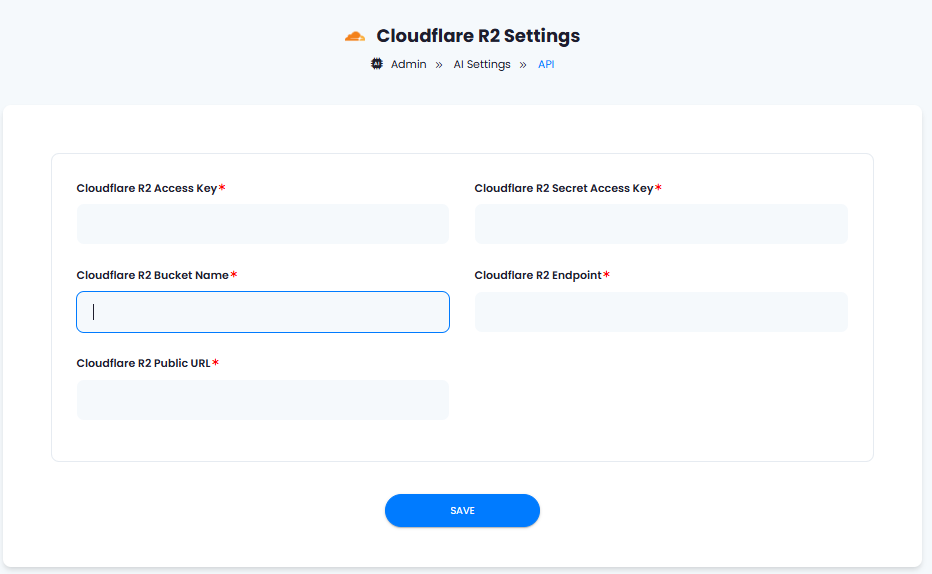 Cloudflare R2 Settings
Admin » AI Settings » API
Cloudflare R2 Access Key*
Cloudflare R2 Secret Access Key*
Cloudflare R2 Bucket Name*
Cloudflare R2 Endpoint*
Cloudflare R2 Public URL*
SAVE